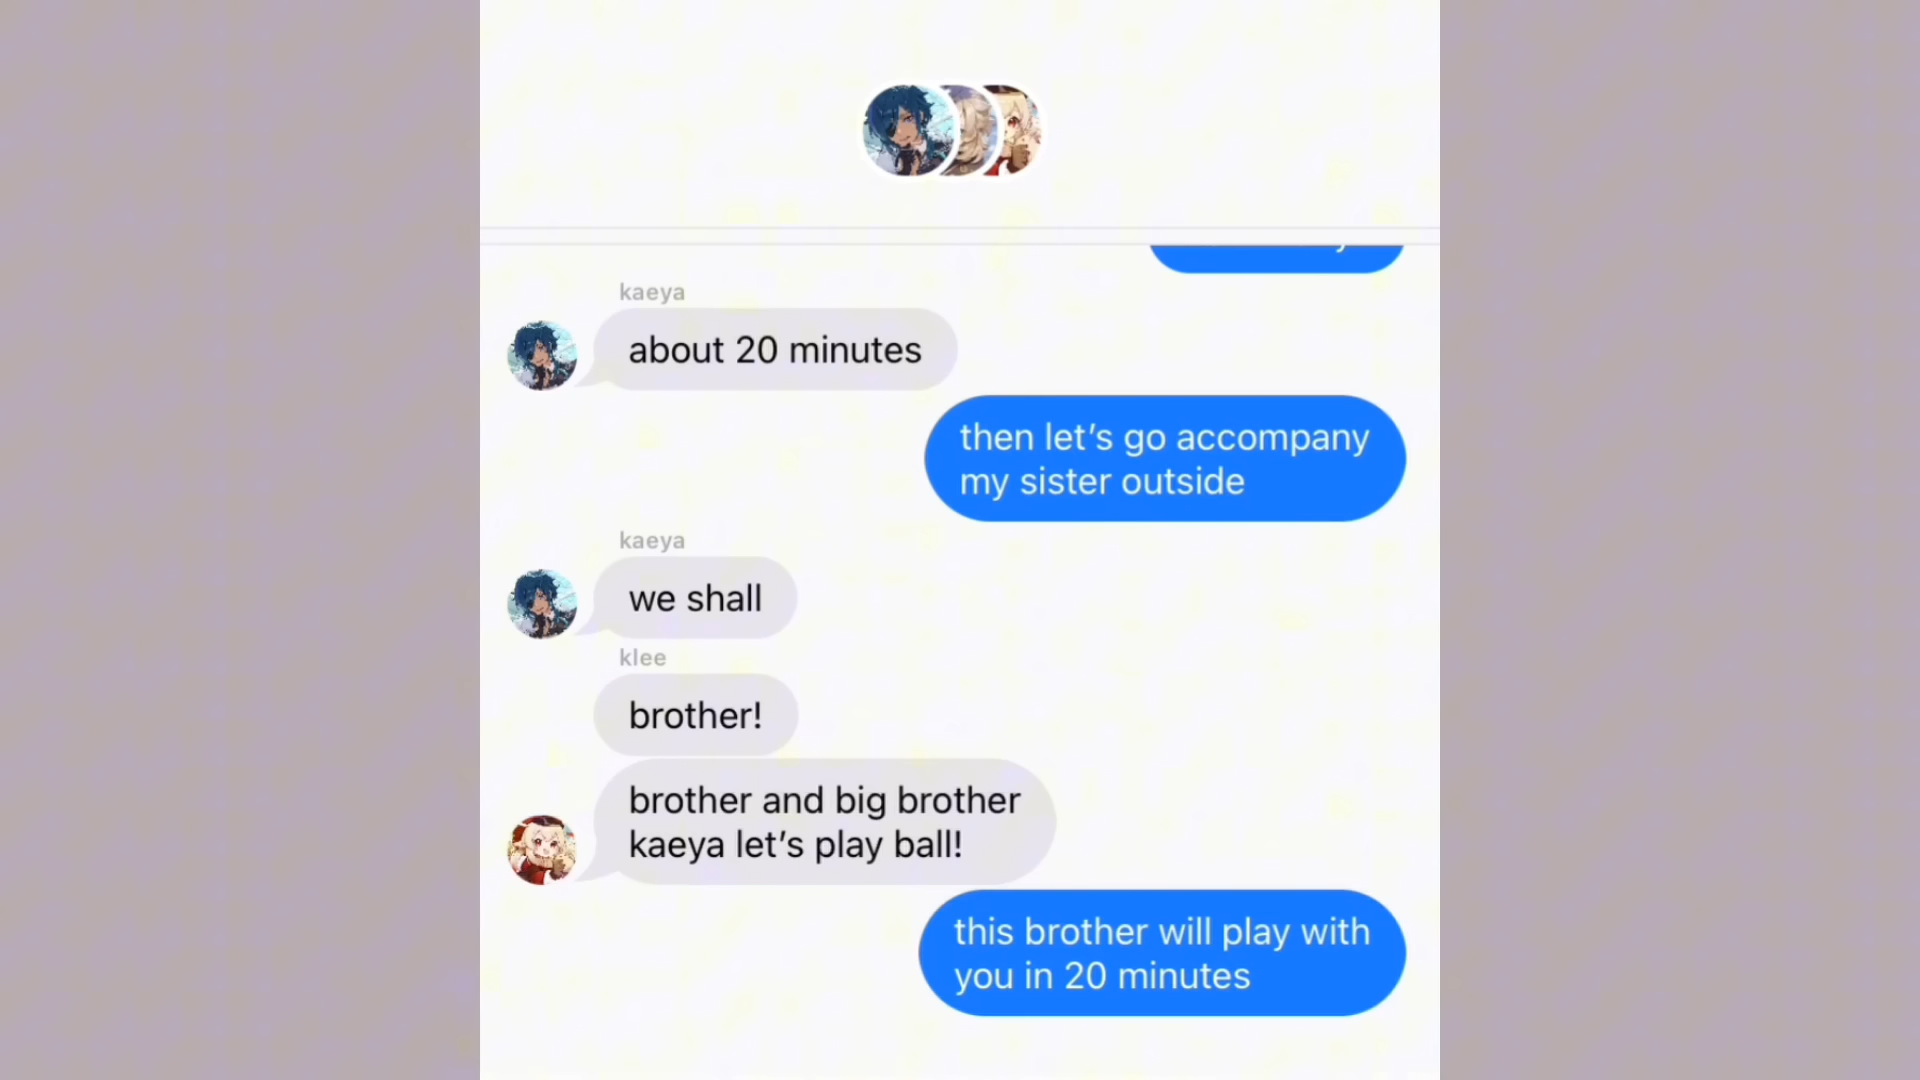 kaeya
about 20 minutes
then let’s go accompany
my sister outside
kaeya
we shall
klee
brother!
brother and big brother
kaeya let’s play ball!
this brother will play with
you in 20 minutes